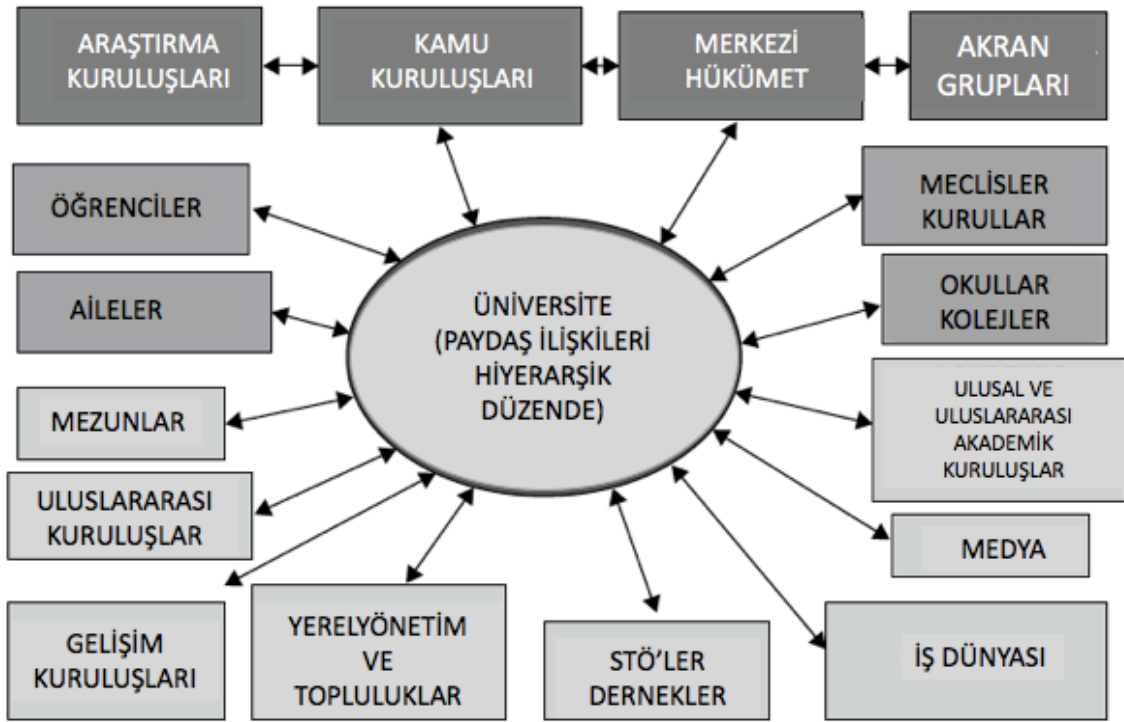 ARAŞTIRMA
KURULUŞLARI
KAMU
KURULUŞLARI
MERKEZİ
HÜKÜMET
AKRAN
GRUPLARI
ÖĞRENCİLER
MECLİSLER
KURULLAR
AİLELER
OKULLAR
KOLEJLER
ÜNİVERSİTE
(PAYDAŞ İLİŞKİLERİ
HİYERARŞİK
DÜZENDE)
MEZUNLAR
ULUSAL VE
ULUSLARARASI
AKADEMİK
KURULUŞLAR
ULUSLARARASI
KURULUŞLAR
MEDYA
GELİŞİM
KURULUŞLARI
YERELYÖNETİM
VE
TOPLULUKLAR
STÖ'LER
DERNEKLER
İŞ DÜNYASI